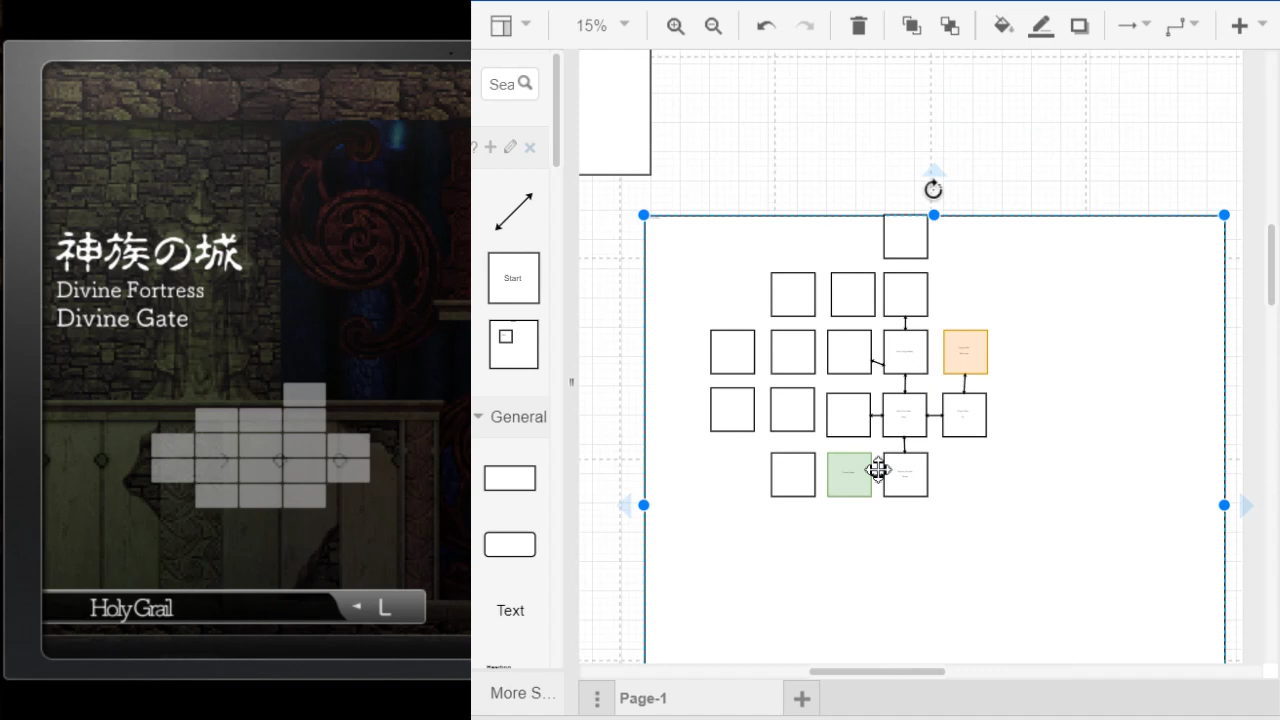 神族の城
Divine Fortress
Divine Gate
Holy Grail
L
15%
Sea
?
Start
General
Text
More S...
Page-1